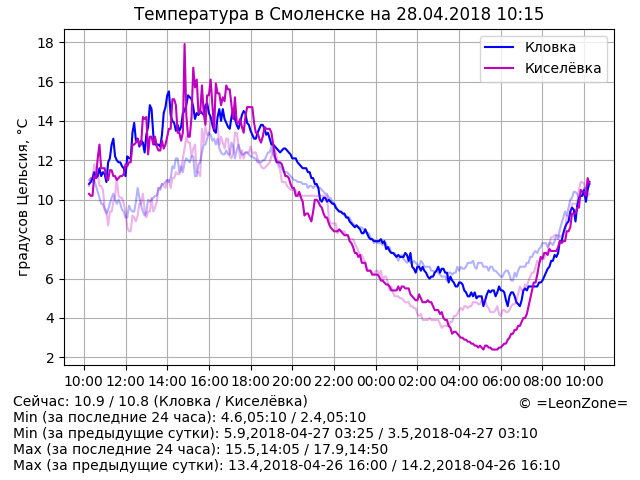 Температура в Смоленске на 28.04.2018 10:15
18
16
14
12
10
8
6
4
2
градусов Цельсия, °С
Кловка
Киселёвка
10:00 12:00 14:00 16:00 18:00 20:00 22:00 00:00 02:00 04:00 06:00 08:00 10:00
Сейчас: 10.9 / 10.8 (Кловка / Киселёвка)
© =LeonZone=
Min (за последние 24 часа): 4.6,05:10 / 2.4,05:10
Min (за предыдущие сутки): 5.9,2018-04-27 03:25 / 3.5,2018-04-27 03:10
Max (за последние 24 часа): 15.5,14:05 / 17.9,14:50
Max (за предыдущие сутки): 13.4,2018-04-26 16:00 / 14.2,2018-04-26 16:10